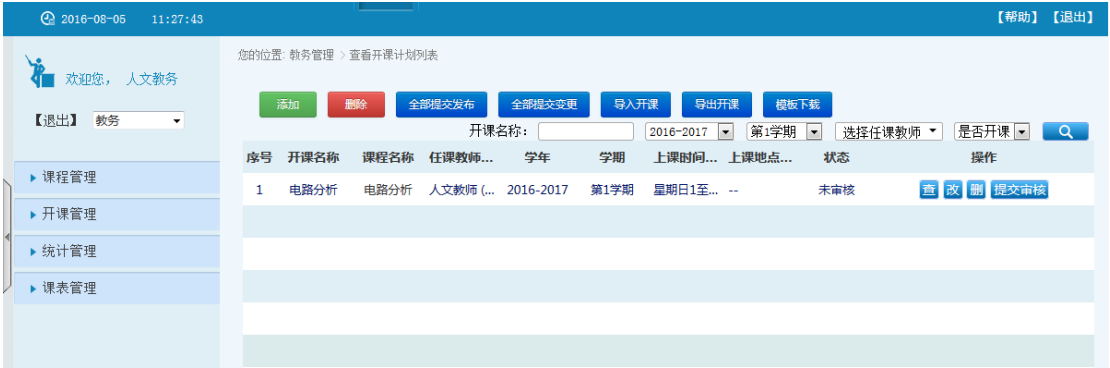 2016-08-05 11:27:43 【帮助】 【退出】
您的位置: 教务管理 > 查看开课计划列表
欢迎您， 人文教务
【退出】 教务
添加 删除 全部提交发布 全部提交变更 导入开课 导出开课 模板下载
开课名称： 2016-2017 第1学期 选择任课教师 是否开课
序号 开课名称 课程名称 任课教师... 学年 学期 上课时间... 上课地点... 状态 操作
1 电路分析 电路分析 人文教师 (... 2016-2017 第1学期 星期日1至... -- 未审核 查 改 删 提交审核
课程管理
开课管理
统计管理
课表管理